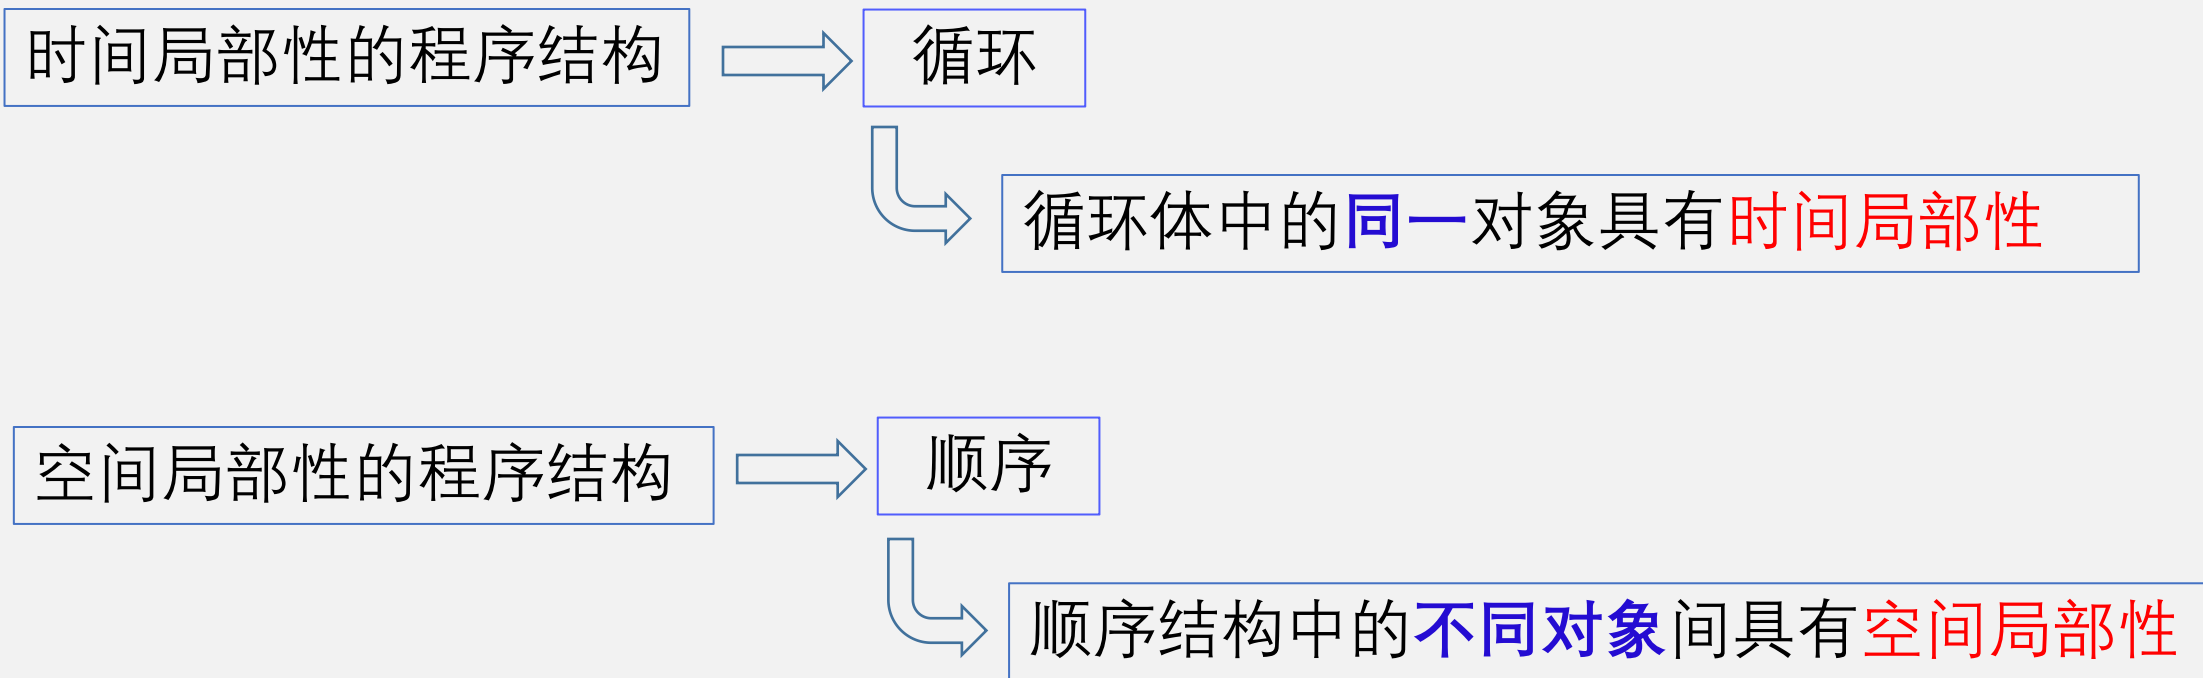 时间局部性的程序结构
循环
循环体中的同一对象具有时间局部性
空间局部性的程序结构
顺序
顺序结构中的不同对象间具有空间局部性